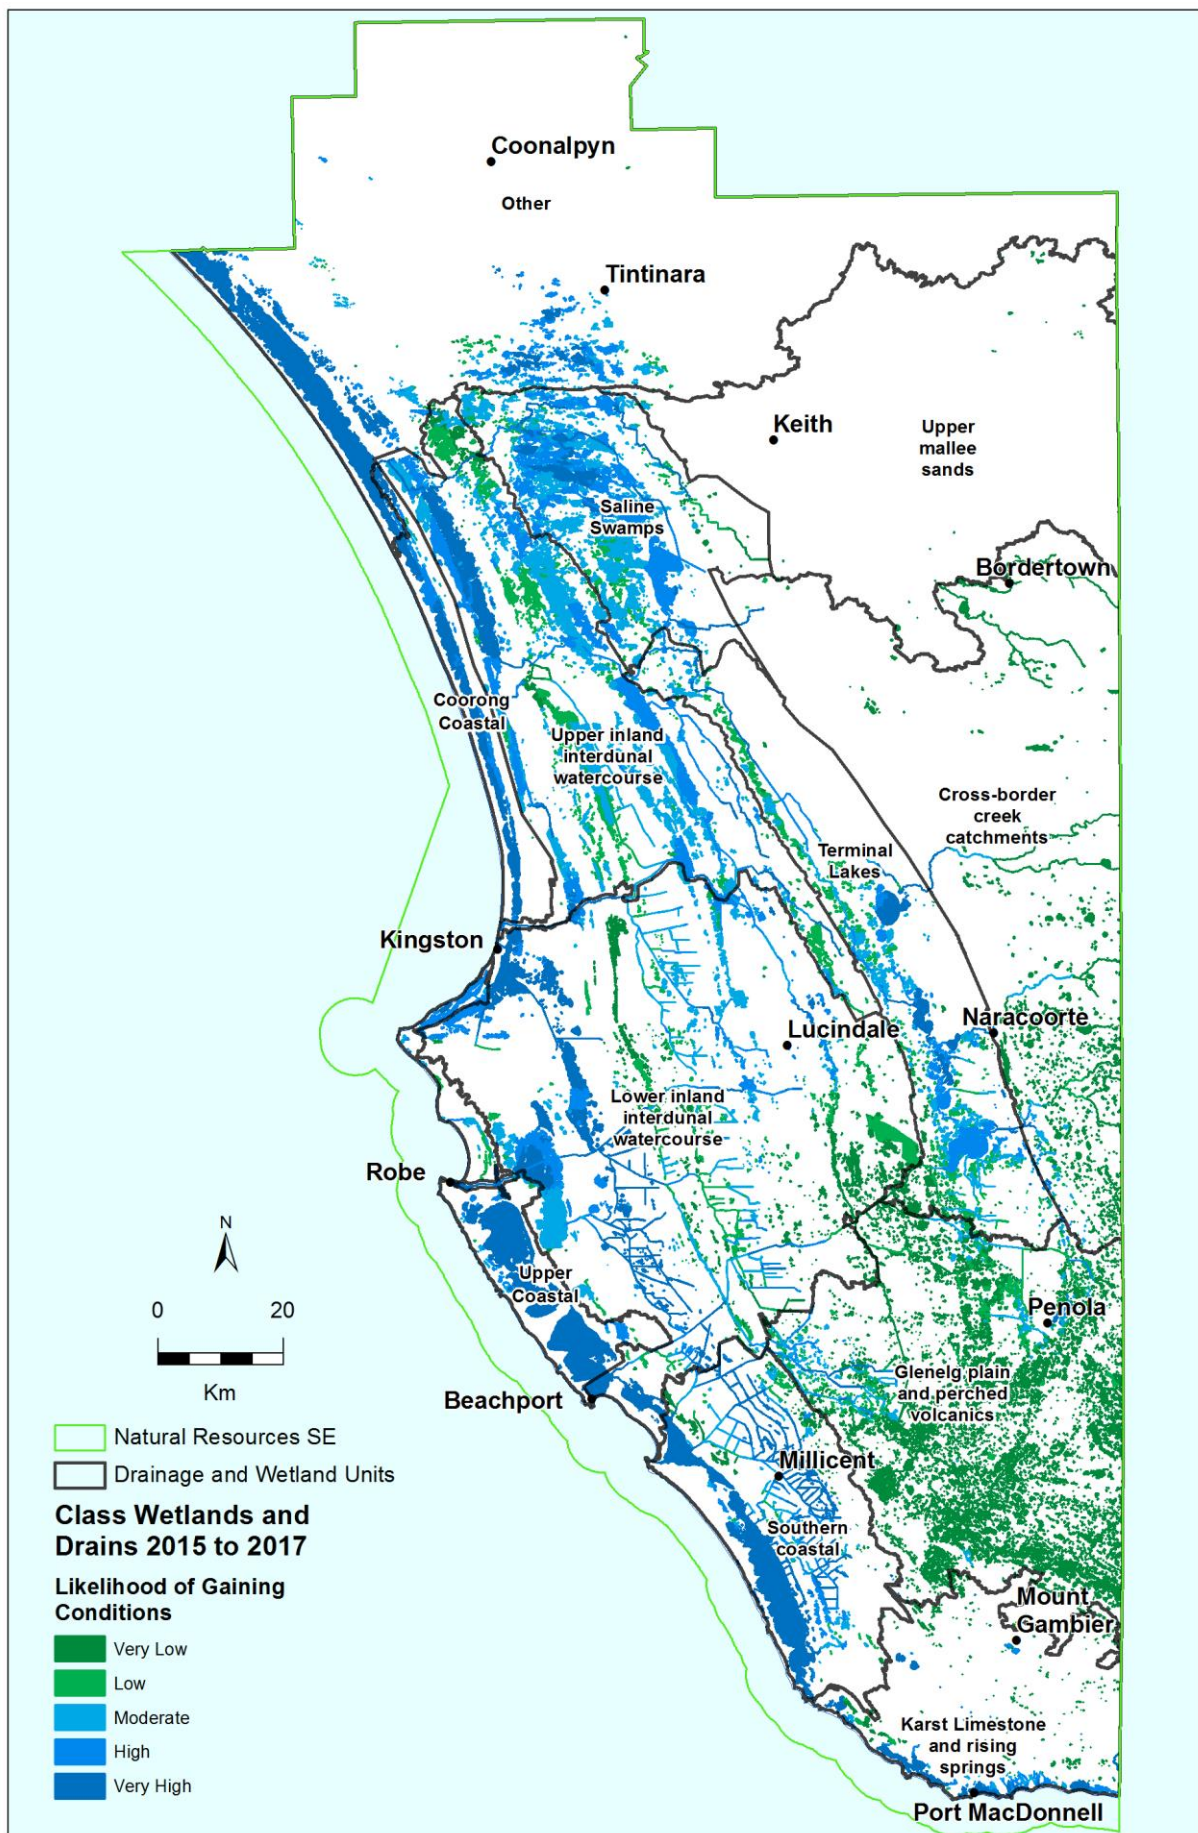 Coonalpyn
Other
Tintinara
Keith
Upper
mallee
sands
Saline
Swamps
Bordertown
Coorong
Coastal
Upper inland
interdunal
watercourse
Cross-border
creek
catchments
Terminal
Lakes
Kingston
Lucindale
Naracoorte
Lower inland
interdunal
watercourse
Robe
N
Upper
Coastal
0 20
Km
Penola
Glenelg plain
and perched
volcanics
Beachport
Millicent
Southern
coastal
Mount
Gambier
Karst Limestone
and rising
springs
Port MacDonnell
Natural Resources SE
Drainage and Wetland Units
Class Wetlands and
Drains 2015 to 2017
Likelihood of Gaining
Conditions
Very Low
Low
Moderate
High
Very High